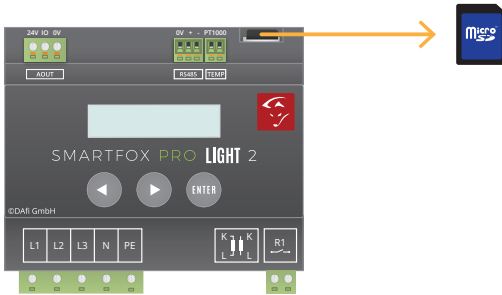 24V IO 0V
0V + - PT1000
AOUT
RS485
TEMP
Micro
SD
SMARTFOX PRO LIGHT 2
ENTER
©DAfi GmbH
L1 L2 L3 N PE
K K
L L
R1